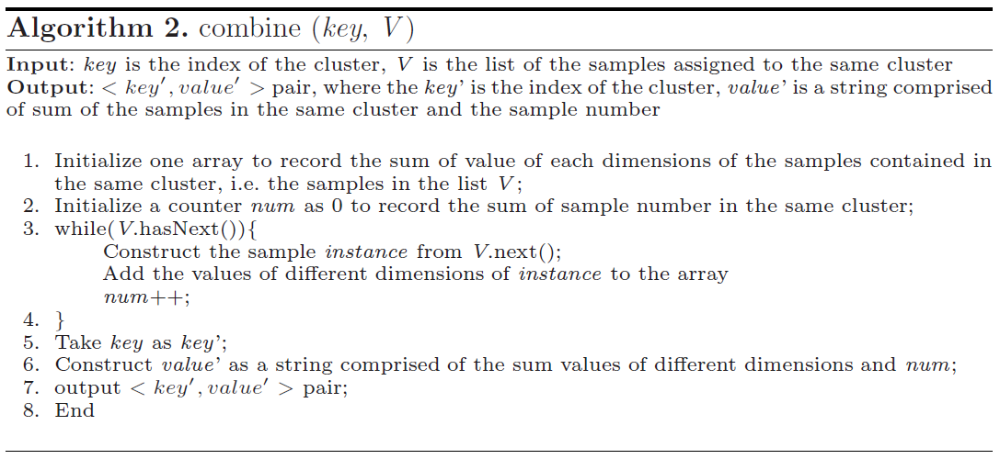 Algorithm 2. combine (key, V)
Input: key is the index of the cluster, V is the list of the samples assigned to the same cluster
Output: < key′, value′ > pair, where the key’ is the index of the cluster, value’ is a string comprised
of sum of the samples in the same cluster and the sample number
1. Initialize one array to record the sum of value of each dimensions of the samples contained in
the same cluster, i.e. the samples in the list V;
2. Initialize a counter num as 0 to record the sum of sample number in the same cluster;
3. while(V.hasNext()){
Construct the sample instance from V.next();
Add the values of different dimensions of instance to the array
num++;
4. }
5. Take key as key’;
6. Construct value’ as a string comprised of the sum values of different dimensions and num;
7. output < key′, value′ > pair;
8. End